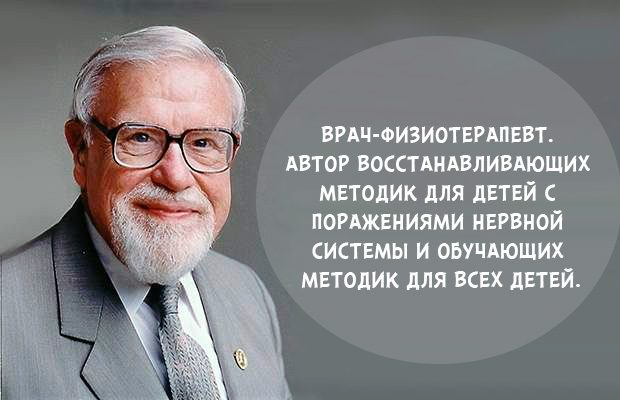 ВРАЧ-ФИЗИОТЕРАПЕВТ.
АВТОР ВОССТАНАВЛИВАЮЩИХ
МЕТОДИК ДЛЯ ДЕТЕЙ С
ПОРАЖЕНИЯМИ НЕРВНОЙ
СИСТЕМЫ И ОБУЧАЮЩИХ
МЕТОДИК ДЛЯ ВСЕХ ДЕТЕЙ.